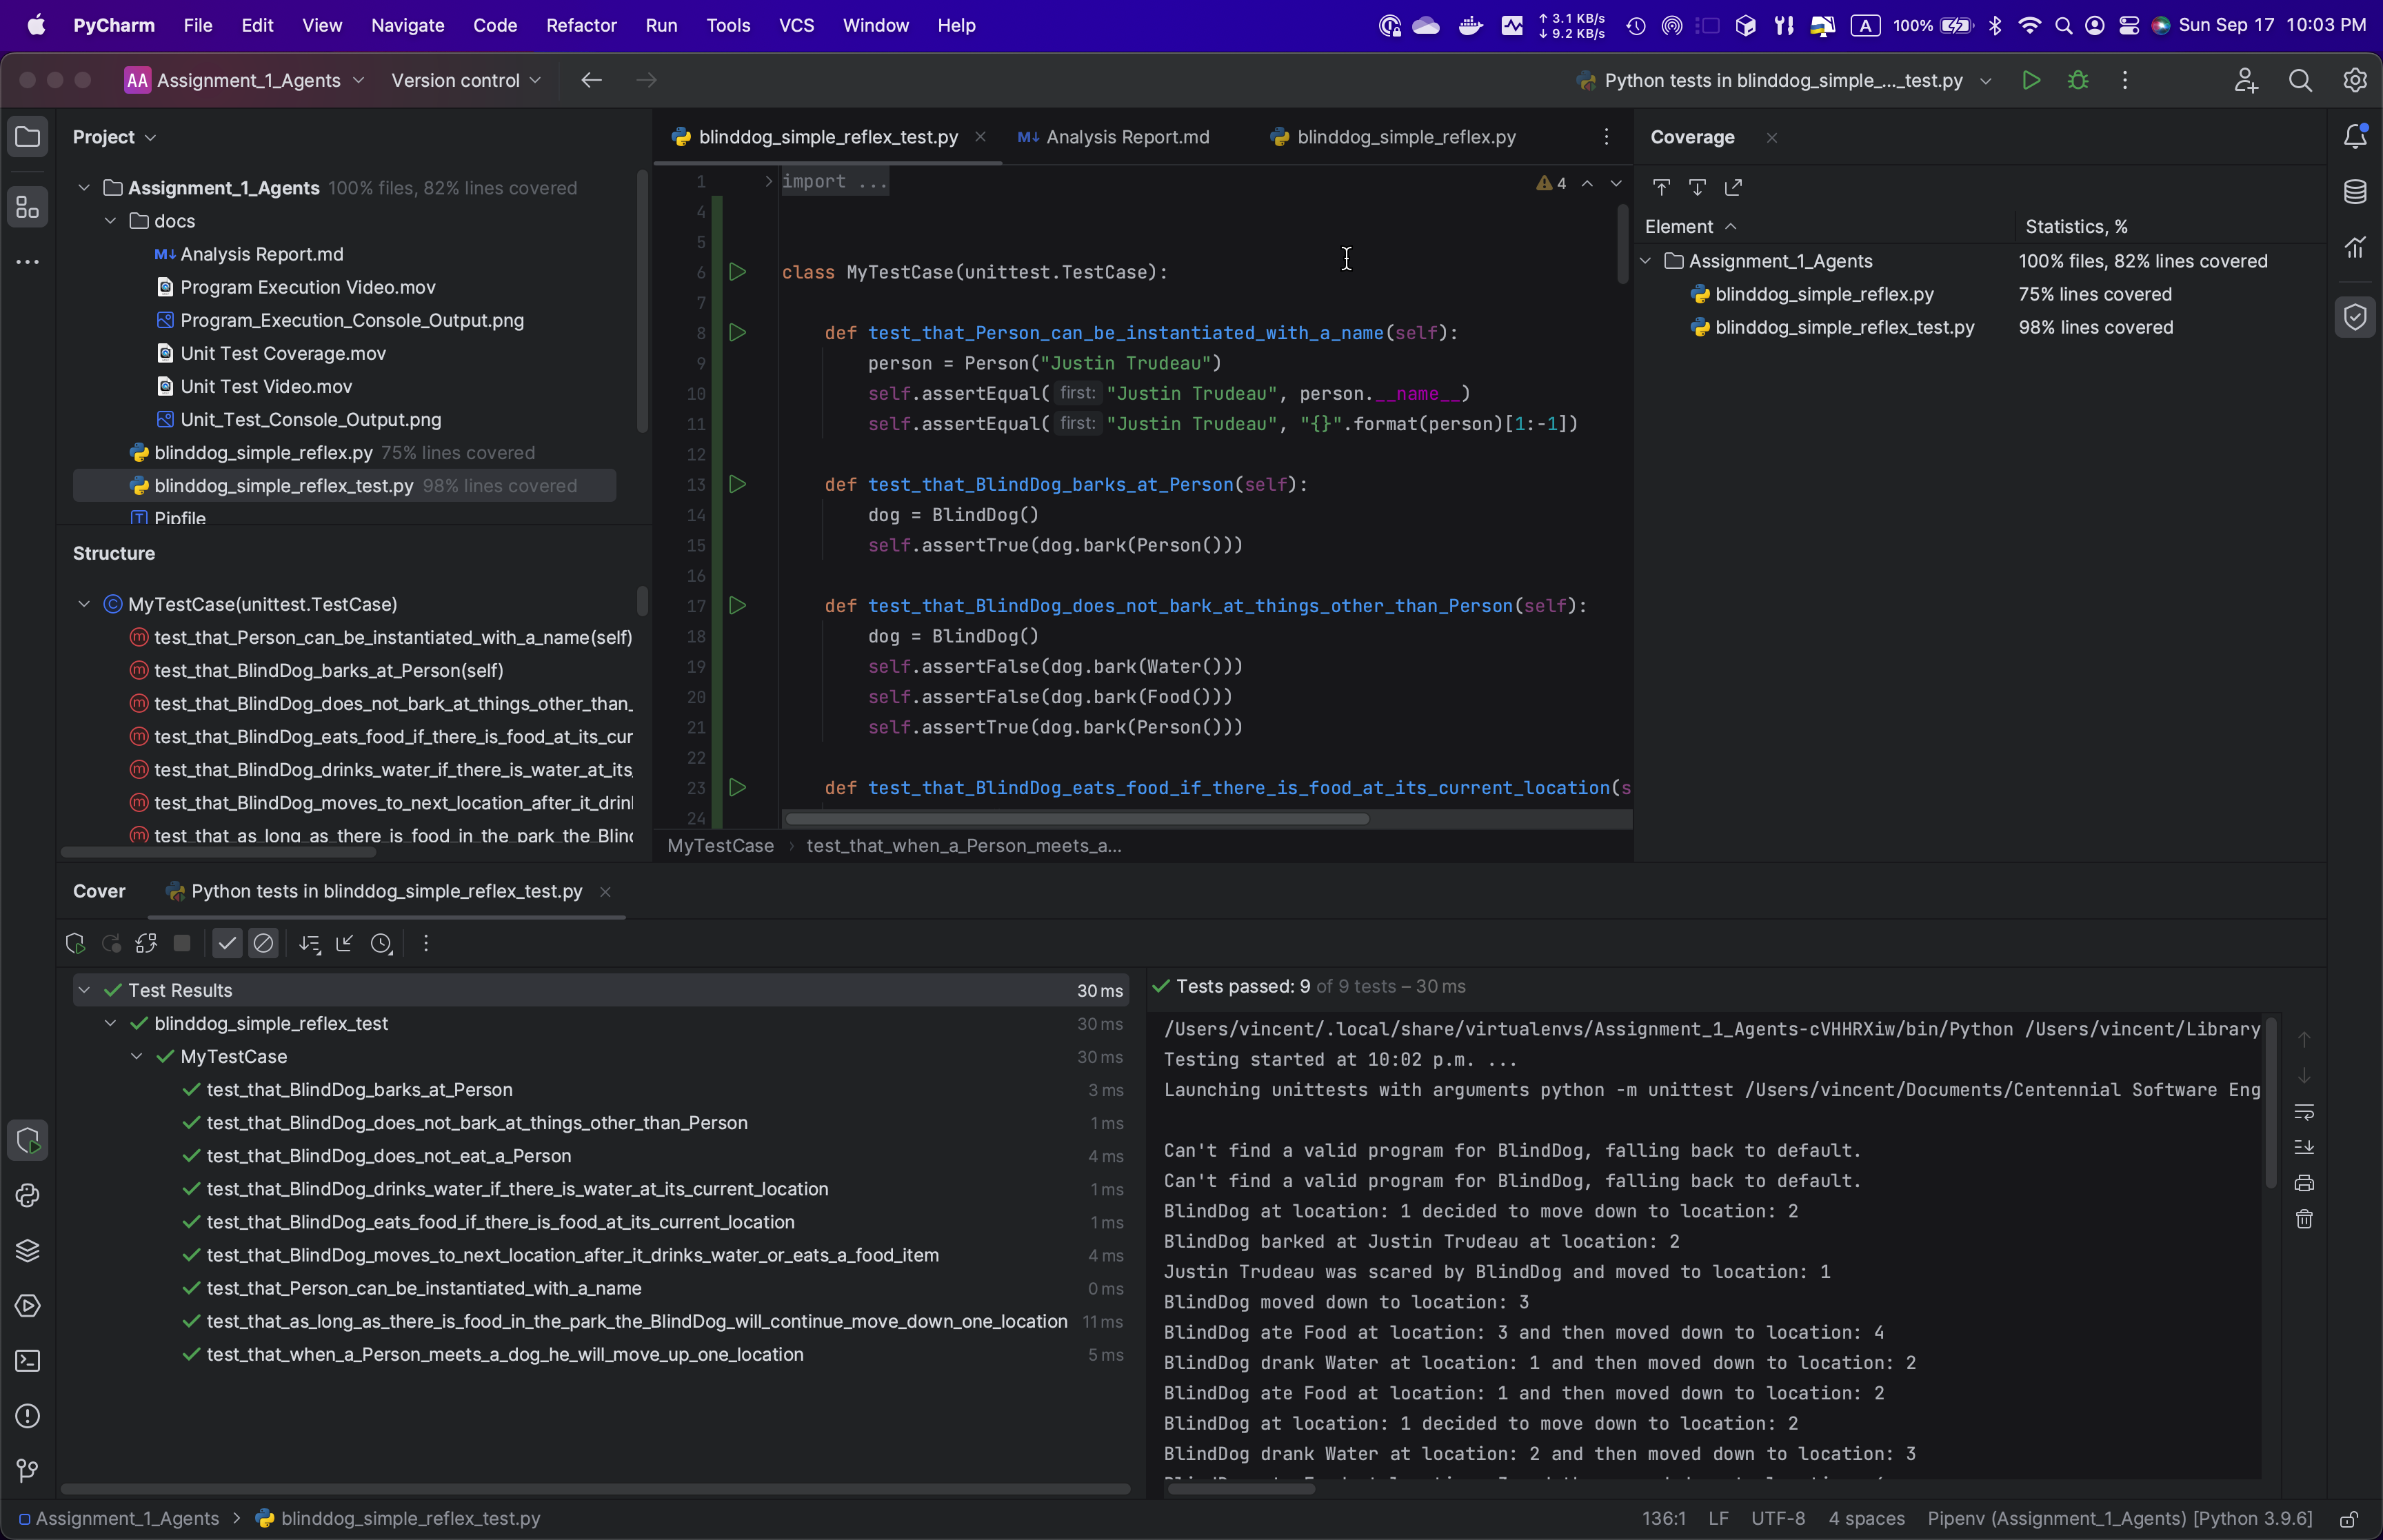 PyCharm File Edit View Navigate Code Refactor Run Tools VCS Window Help
↑ 3.1 KB/s
↓ 9.2 KB/s
A 100% Sun Sep 17 10:03 PM
AA Assignment_1_Agents Version control
Python tests in blinddog_simple_..._test.py
Project
Assignment_1_Agents 100% files, 82% lines covered
docs
M↓ Analysis Report.md
Program Execution Video.mov
Program_Execution_Console_Output.png
Unit Test Coverage.mov
Unit Test Video.mov
Unit_Test_Console_Output.png
blinddog_simple_reflex.py 75% lines covered
blinddog_simple_reflex_test.py 98% lines covered
Pipfile
Structure
MyTestCase(unittest.TestCase)
test_that_Person_can_be_instantiated_with_a_name(self)
test_that_BlindDog_barks_at_Person(self)
test_that_BlindDog_does_not_bark_at_things_other_than_
test_that_BlindDog_eats_food_if_there_is_food_at_its_cur
test_that_BlindDog_drinks_water_if_there_is_water_at_its_
test_that_BlindDog_moves_to_next_location_after_it_drinl
test_that_as_long_as_there_is_food_in_the_park_the_Blind
blinddog_simple_reflex_test.py M↓ Analysis Report.md blinddog_simple_reflex.py
4
1 import ...
4
5
6 class MyTestCase(unittest.TestCase):
7
8 def test_that_Person_can_be_instantiated_with_a_name(self):
9 person = Person("Justin Trudeau")
10 self.assertEqual( first: "Justin Trudeau", person.__name__)
11 self.assertEqual( first: "Justin Trudeau", "{}".format(person)[1:-1])
12
13 def test_that_BlindDog_barks_at_Person(self):
14 dog = BlindDog()
15 self.assertTrue(dog.bark(Person()))
16
17 def test_that_BlindDog_does_not_bark_at_things_other_than_Person(self):
18 dog = BlindDog()
19 self.assertFalse(dog.bark(Water()))
20 self.assertFalse(dog.bark(Food()))
21 self.assertTrue(dog.bark(Person()))
22
23 def test_that_BlindDog_eats_food_if_there_is_food_at_its_current_location(s
24
MyTestCase › test_that_when_a_Person_meets_a...
Coverage
Element Statistics, %
Assignment_1_Agents 100% files, 82% lines covered
blinddog_simple_reflex.py 75% lines covered
blinddog_simple_reflex_test.py 98% lines covered
Cover Python tests in blinddog_simple_reflex_test.py
Test Results 30 ms
blinddog_simple_reflex_test 30 ms
MyTestCase 30 ms
test_that_BlindDog_barks_at_Person 3 ms
test_that_BlindDog_does_not_bark_at_things_other_than_Person 1 ms
test_that_BlindDog_does_not_eat_a_Person 4 ms
test_that_BlindDog_drinks_water_if_there_is_water_at_its_current_location 1 ms
test_that_BlindDog_eats_food_if_there_is_food_at_its_current_location 1 ms
test_that_BlindDog_moves_to_next_location_after_it_drinks_water_or_eats_a_food_item 4 ms
test_that_Person_can_be_instantiated_with_a_name 0 ms
test_that_as_long_as_there_is_food_in_the_park_the_BlindDog_will_continue_move_down_one_location 11 ms
test_that_when_a_Person_meets_a_dog_he_will_move_up_one_location 5 ms
Tests passed: 9 of 9 tests – 30 ms
/Users/vincent/.local/share/virtualenvs/Assignment_1_Agents-cVHHRXiw/bin/Python /Users/vincent/Library
Testing started at 10:02 p.m. ...
Launching unittests with arguments python -m unittest /Users/vincent/Documents/Centennial Software Eng
Can't find a valid program for BlindDog, falling back to default.
Can't find a valid program for BlindDog, falling back to default.
BlindDog at location: 1 decided to move down to location: 2
BlindDog barked at Justin Trudeau at location: 2
Justin Trudeau was scared by BlindDog and moved to location: 1
BlindDog moved down to location: 3
BlindDog ate Food at location: 3 and then moved down to location: 4
BlindDog drank Water at location: 1 and then moved down to location: 2
BlindDog ate Food at location: 1 and then moved down to location: 2
BlindDog at location: 1 decided to move down to location: 2
BlindDog drank Water at location: 2 and then moved down to location: 3
Assignment_1_Agents › blinddog_simple_reflex_test.py
136:1 LF UTF-8 4 spaces Pipenv (Assignment_1_Agents) [Python 3.9.6]